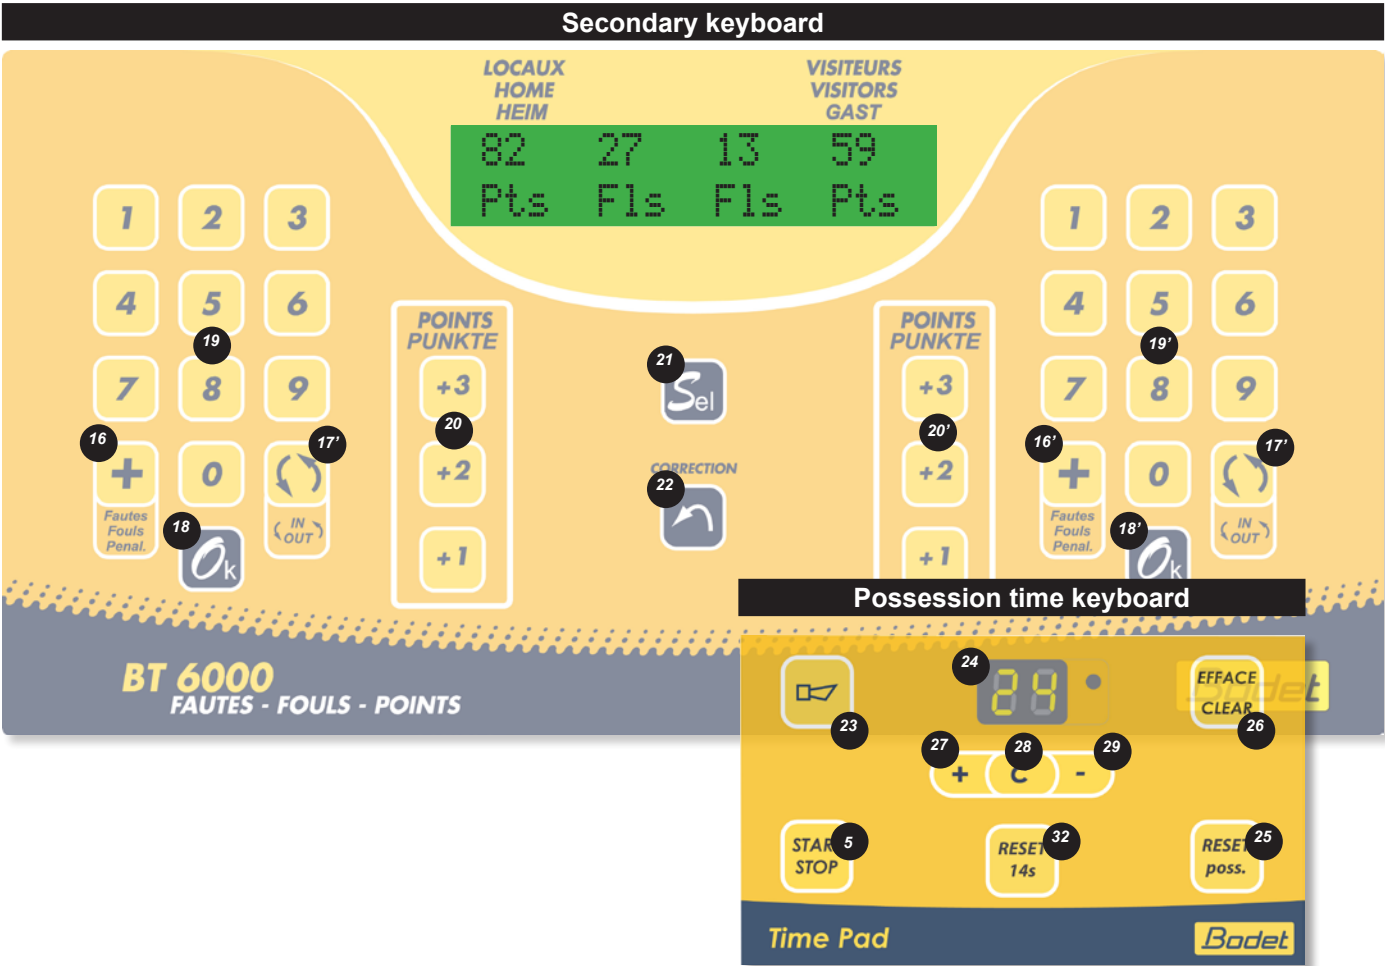 Secondary keyboard
LOCAUX VISITEURS
HOME VISITORS
HEIM GAST
82 27 13 59
Pts Fls Fls Pts
1 2 3 1 2 3
4 5 6 4 5 6
POINTS POINTS
PUNKTE PUNKTE
19 19’
21
Sel
7 8 9 +3 +3 7 8 9
20 20’
16 17’ 16’ 17’
+ 0 +2 CORRECTION +2 + 0
22
Fautes Fautes
Fouls Fouls
Penal. Penal.
IN IN
OUT OUT
18 18’
Ok Ok
+1 +1
BT 6000
FAUTES - FOULS - POINTS
Possession time keyboard
24
24
EFFACE
CLEAR
Bodet
23 26
27 28 29
+ C -
START
STOP
5
RESET
14s
32
RESET
poss.
25
Time Pad
Bodet